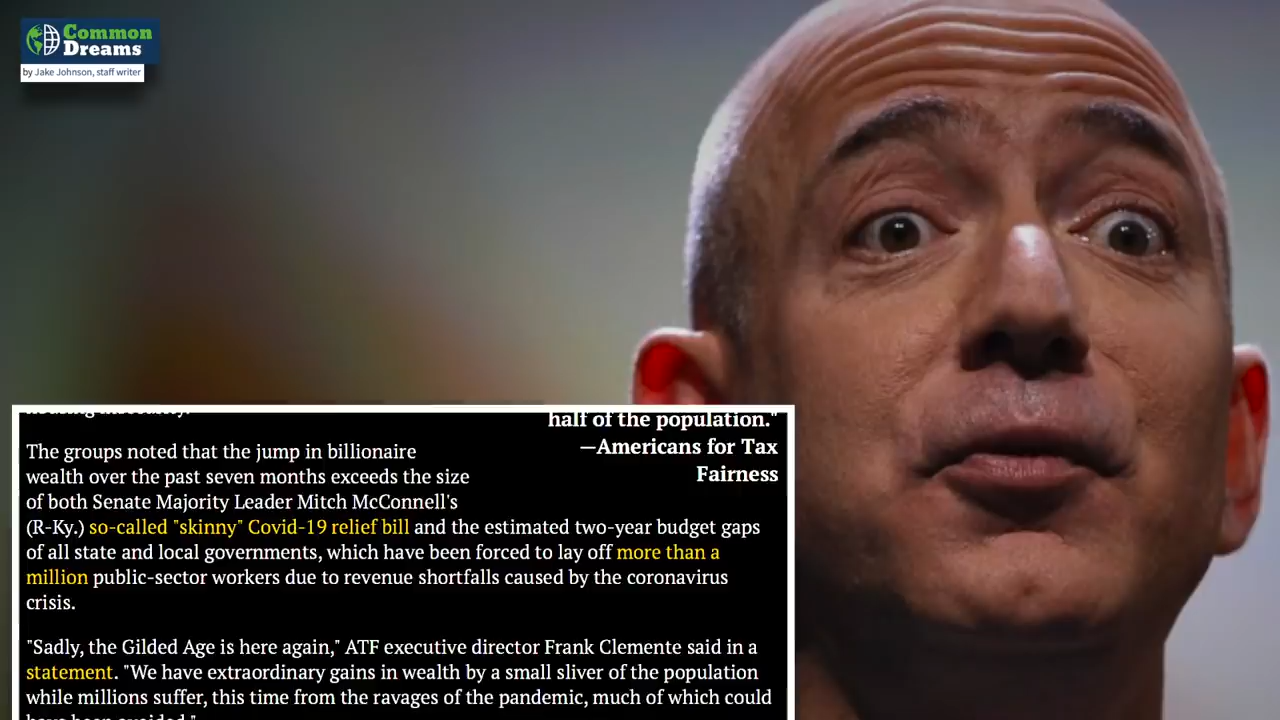 Common
Dreams
by Jake Johnson, staff writer
half of the population."
—Americans for Tax
Fairness
The groups noted that the jump in billionaire
wealth over the past seven months exceeds the size
of both Senate Majority Leader Mitch McConnell's
(R-Ky.) so-called "skinny" Covid-19 relief bill and the estimated two-year budget gaps
of all state and local governments, which have been forced to lay off more than a
million public-sector workers due to revenue shortfalls caused by the coronavirus
crisis.
"Sadly, the Gilded Age is here again," ATF executive director Frank Clemente said in a
statement. "We have extraordinary gains in wealth by a small sliver of the population
while millions suffer, this time from the ravages of the pandemic, much of which could